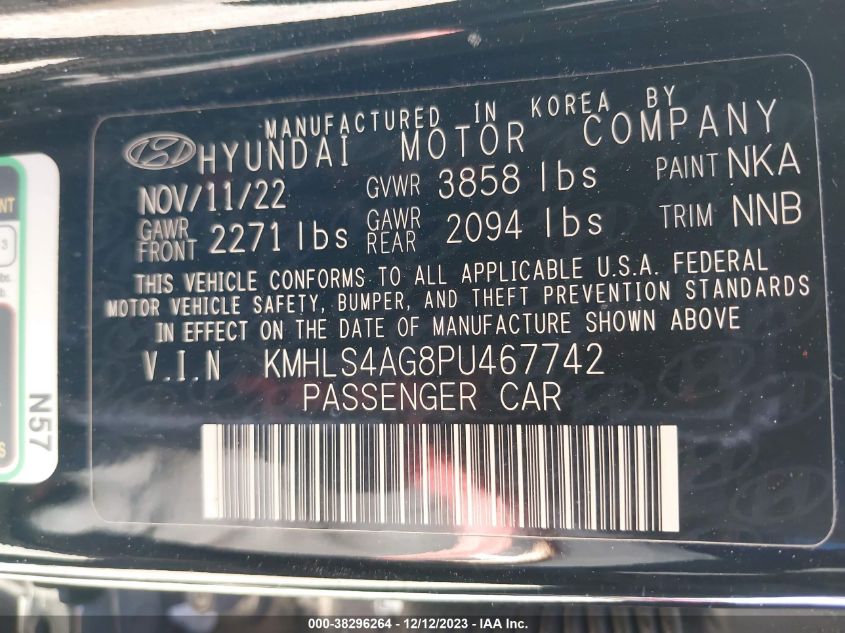 MANUFACTURED IN KOREA BY
HYUNDAI MOTOR COMPANY
NOV/11/22 GVWR 3858 lbs PAINT NKA
GAWR FRONT 2271 lbs GAWR REAR 2094 lbs TRIM NNB
THIS VEHICLE CONFORMS TO ALL APPLICABLE U.S.A. FEDERAL
MOTOR VEHICLE SAFETY, BUMPER, AND THEFT PREVENTION STANDARDS
IN EFFECT ON THE DATE OF MANUFACTURE SHOWN ABOVE
V.I.N KMHLS4AG8PU467742
PASSENGER CAR
NT
3
bs.
N57
S
000-38296264 - 12/12/2023 - IAA Inc.